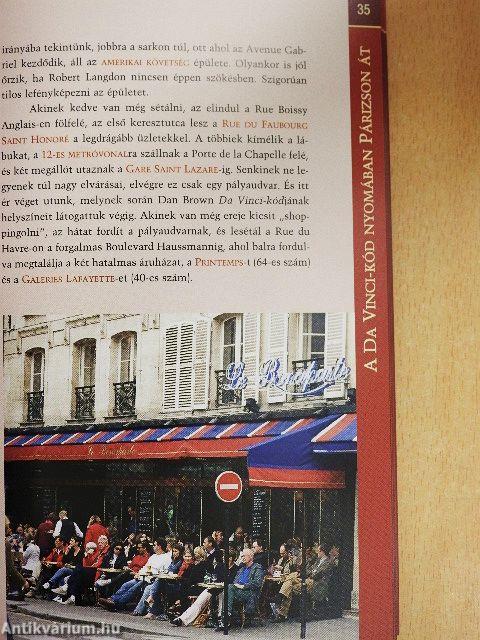 35
A DA VINCI-KÓD NYOMÁBAN PÁRIZSON ÁT
irányába tekintünk, jobbra a sarkon túl, ott ahol az Avenue Gab-
riel kezdődik, áll az AMERIKAI KÖVETSÉG épülete. Olyankor is jól
őrzik, ha Robert Langdon nincsen éppen szökésben. Szigorúan
tilos lefényképezni az épületet.
Akinek kedve van még sétálni, az elindul a Rue Boissy
Anglais-en fölfelé, az első keresztutca lesz a RUE DU FAUBOURG
SAINT HONORÉ a legdrágább üzletekkel. A többiek kímélik a lá-
bukat, a 12-ES METRÓVONALra szállnak a Porte de la Chapelle felé,
és két megállót utaznak a GARE SAINT LAZARE-ig. Senkinek ne le-
gyenek túl nagy elvárásai, elvégre ez csak egy pályaudvar. És itt
ér véget utunk, melynek során Dan Brown Da Vinci-kódjának
helyszíneit látogattuk végig. Akinek van még ereje kicsit „shop-
pingolni”, az hátat fordít a pályaudvarnak, és lesétál a Rue du
Havre-on a forgalmas Boulevard Haussmannig, ahol balra fordul-
va megtalálja a két hatalmas áruházat, a PRINTEMPS-t (64-es szám)
és a GALERIES LAFAYETTE-et (40-es szám).
Le Bonaparte
Le Bonaparte
Antikvárium.hu